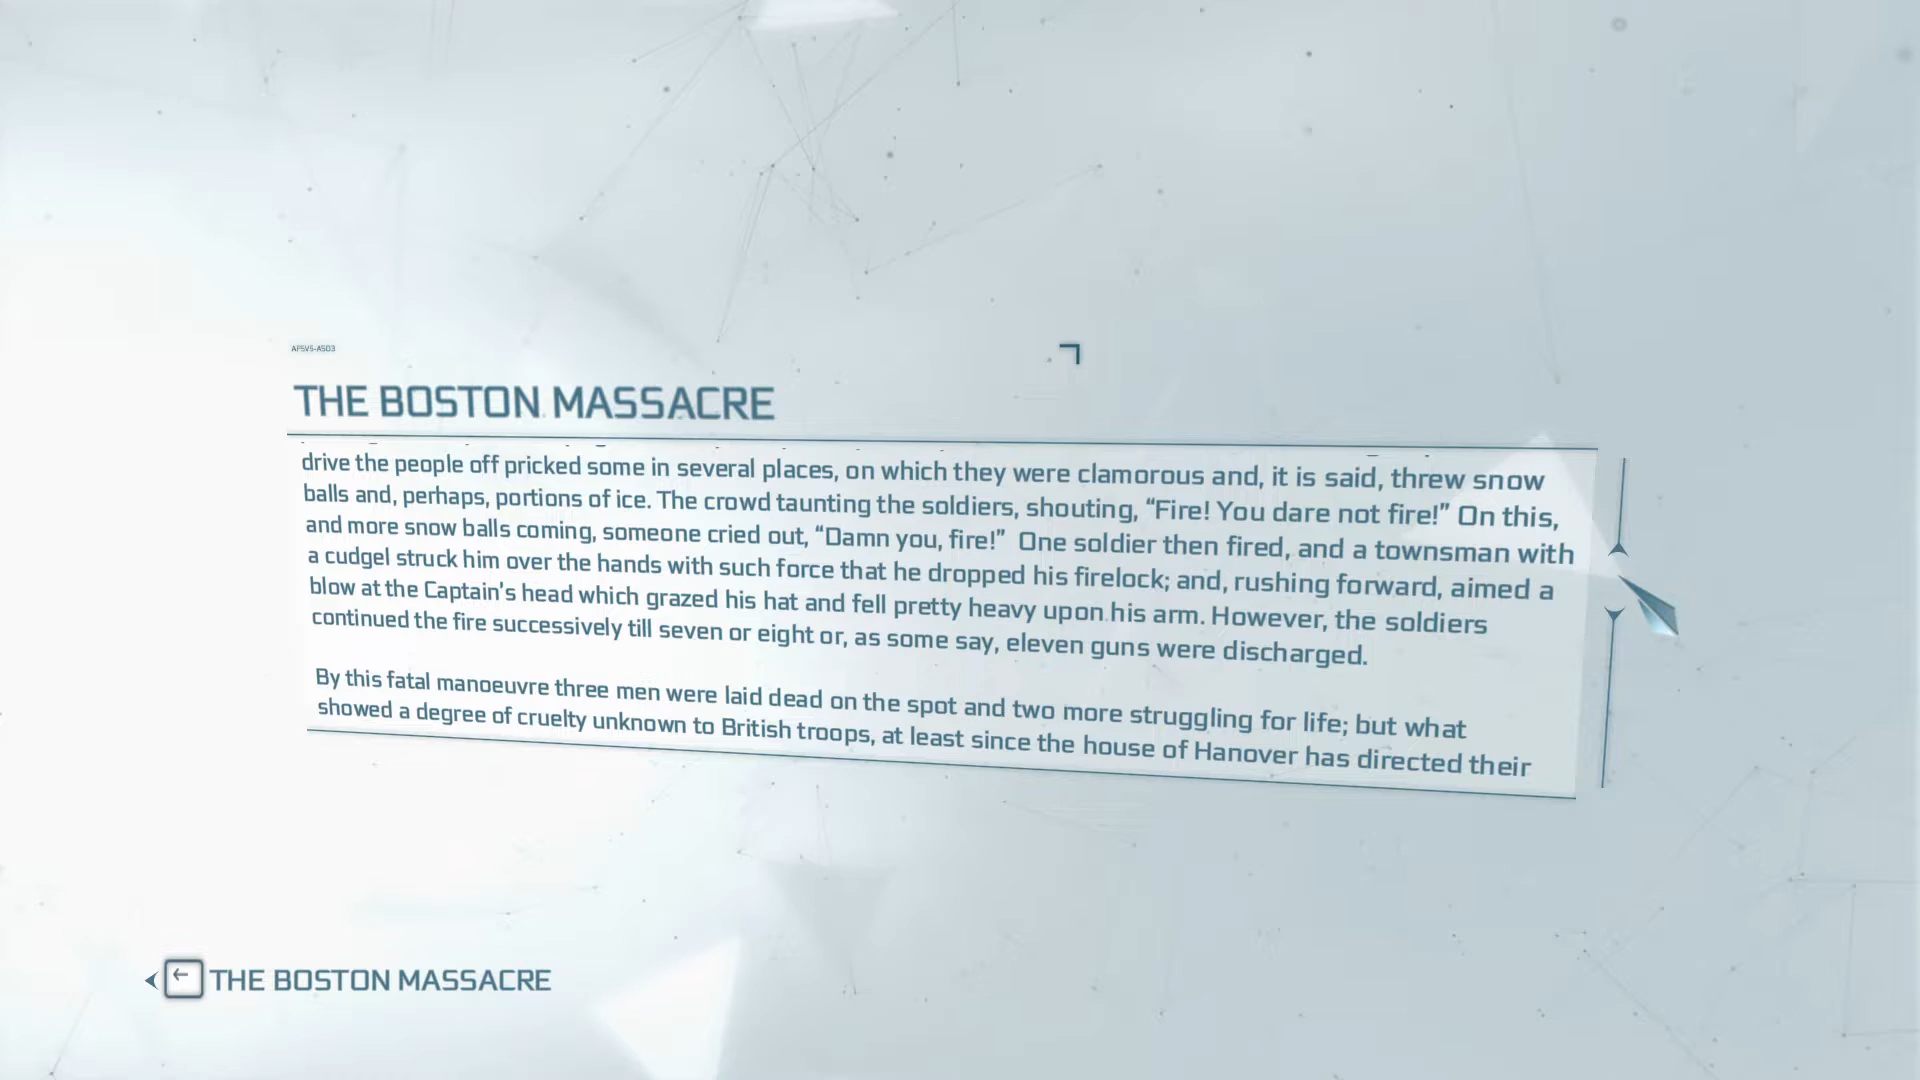 AFSVS-AS03
THE BOSTON MASSACRE
drive the people off pricked some in several places, on which they were clamorous and, it is said, threw snow
balls and, perhaps, portions of ice. The crowd taunting the soldiers, shouting, “Fire! You dare not fire!” On this,
and more snow balls coming, someone cried out, “Damn you, fire!” One soldier then fired, and a townsman with
a cudgel struck him over the hands with such force that he dropped his firelock; and, rushing forward, aimed a
blow at the Captain's head which grazed his hat and fell pretty heavy upon his arm. However, the soldiers
continued the fire successively till seven or eight or, as some say, eleven guns were discharged.
By this fatal manoeuvre three men were laid dead on the spot and two more struggling for life; but what
showed a degree of cruelty unknown to British troops, at least since the house of Hanover has directed their
THE BOSTON MASSACRE